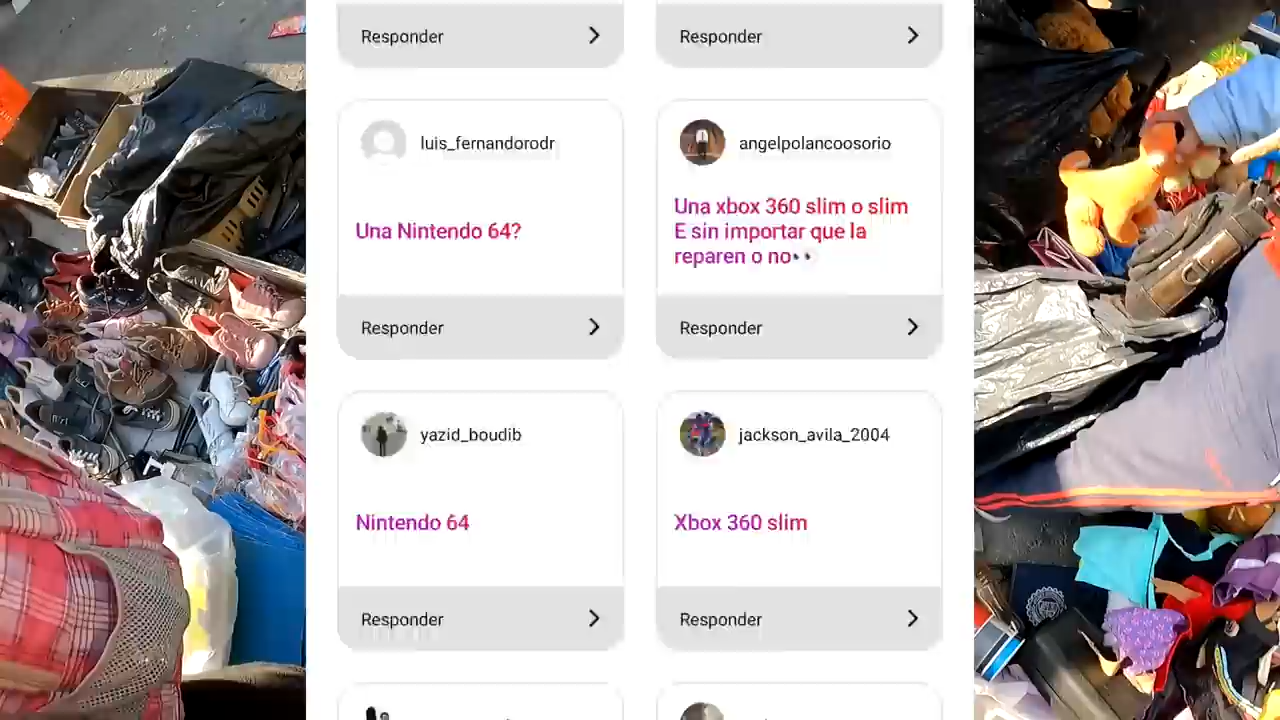 Responder
Responder
luis_fernandorodr
Una Nintendo 64?
Responder
angelpolancoosorio
Una xbox 360 slim o slim
E sin importar que la
reparen o no👀
Responder
yazid_boudib
Nintendo 64
Responder
jackson_avila_2004
Xbox 360 slim
Responder